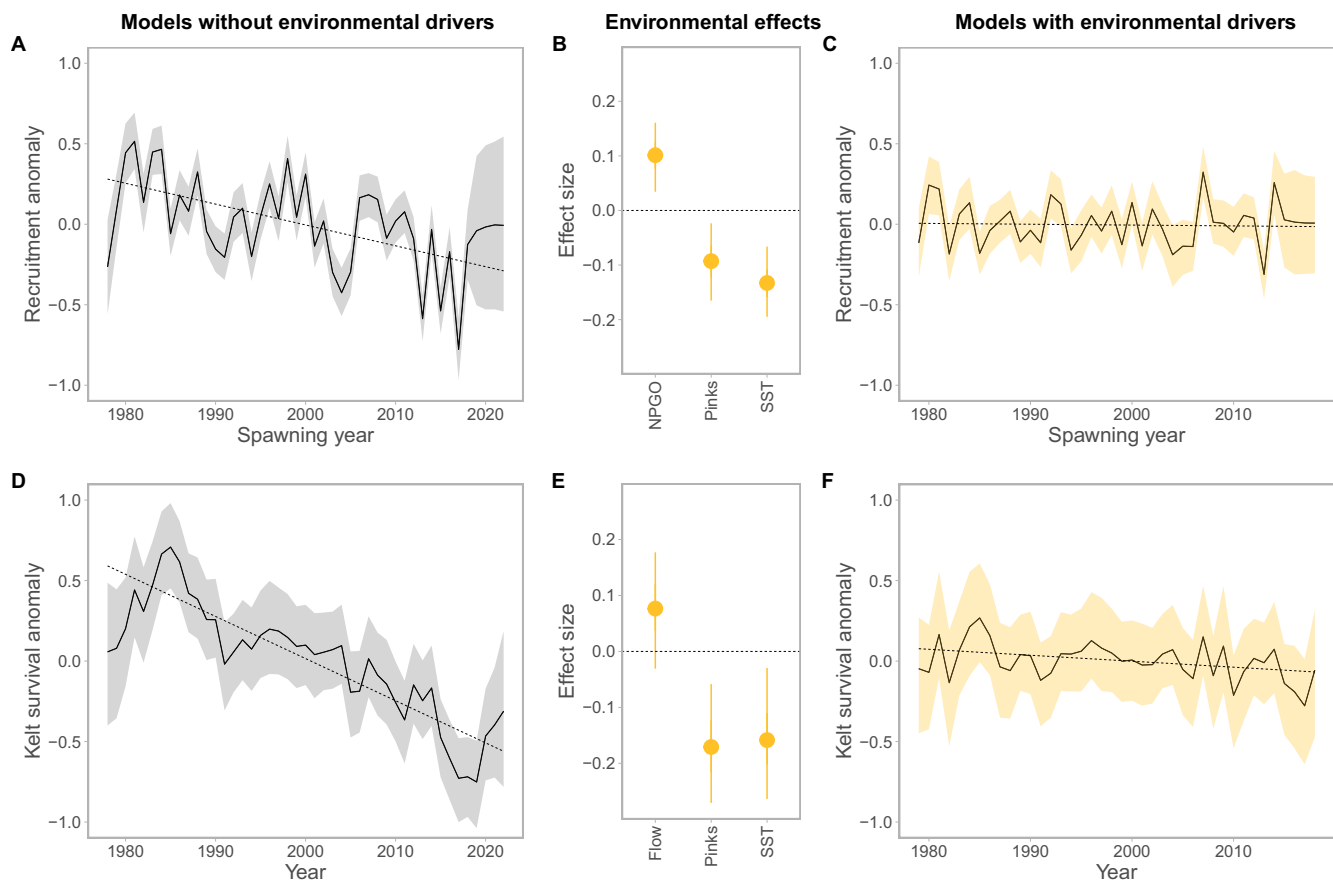 Models without environmental drivers
Environmental effects
Models with environmental drivers
A
B
C
1.0
0.5
0.0
−0.5
−1.0
Recruitment anomaly
1980
1990
2000
2010
2020
Spawning year
0.2
0.1
0.0
−0.1
−0.2
Effect size
NPGO
Pinks
SST
1.0
0.5
0.0
−0.5
−1.0
Recruitment anomaly
1980
1990
2000
2010
Spawning year
D
E
F
1.0
0.5
0.0
−0.5
−1.0
Kelt survival anomaly
1980
1990
2000
2010
2020
Year
0.2
0.1
0.0
−0.1
−0.2
Effect size
Flow
Pinks
SST
1.0
0.5
0.0
−0.5
−1.0
Kelt survival anomaly
1980
1990
2000
2010
Year